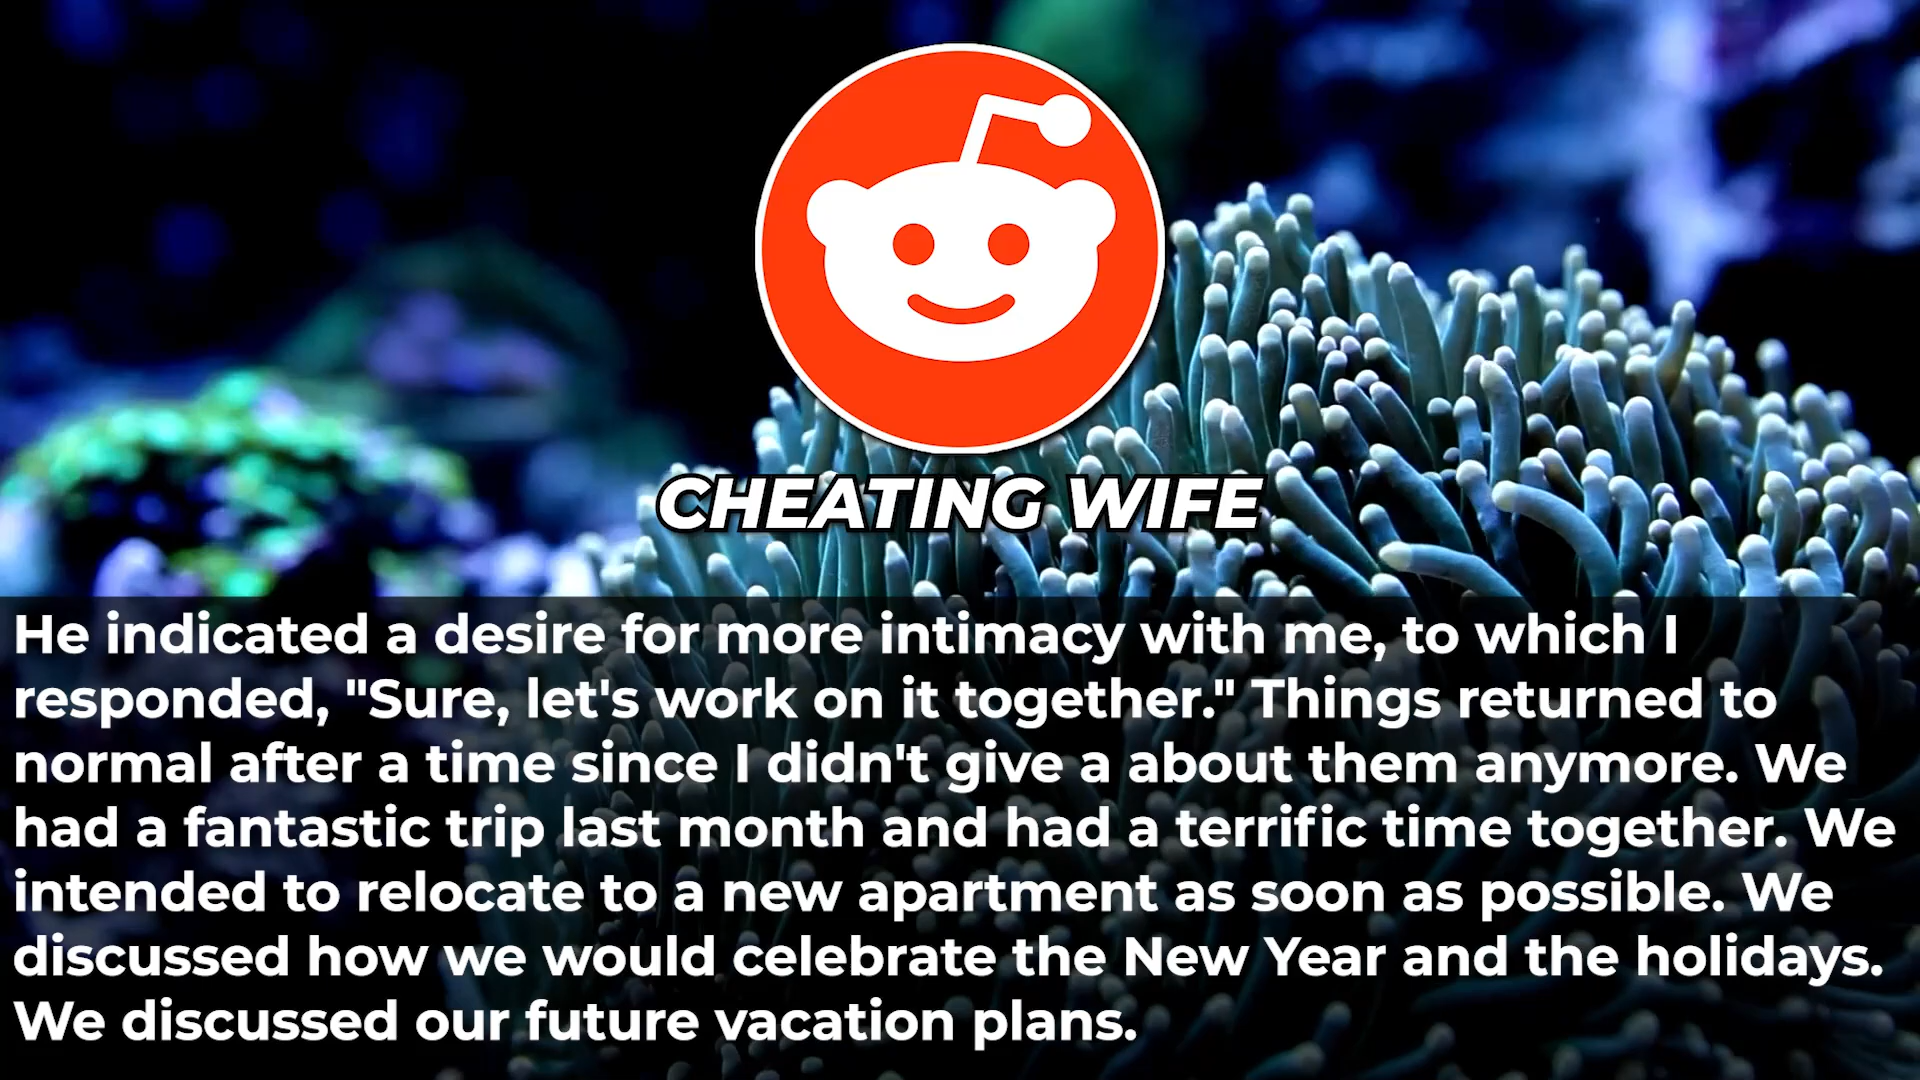 CHEATING WIFE
He indicated a desire for more intimacy with me, to which I
responded, "Sure, let's work on it together." Things returned to
normal after a time since I didn't give a about them anymore. We
had a fantastic trip last month and had a terrific time together. We
intended to relocate to a new apartment as soon as possible. We
discussed how we would celebrate the New Year and the holidays.
We discussed our future vacation plans.